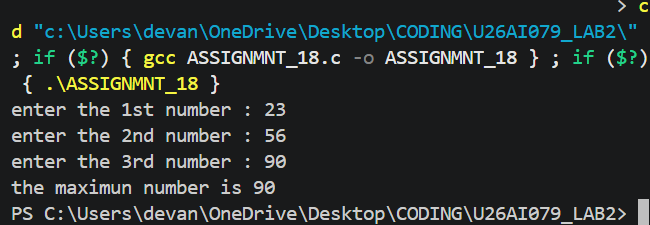 > c
d "c:\Users\devan\OneDrive\Desktop\CODING\U26AI079_LAB2\"
; if ($?) { gcc ASSIGNMNT_18.c -o ASSIGNMNT_18 } ; if ($?)
{ .\ASSIGNMNT_18 }
enter the 1st number : 23
enter the 2nd number : 56
enter the 3rd number : 90
the maximun number is 90
PS C:\Users\devan\OneDrive\Desktop\CODING\U26AI079_LAB2>